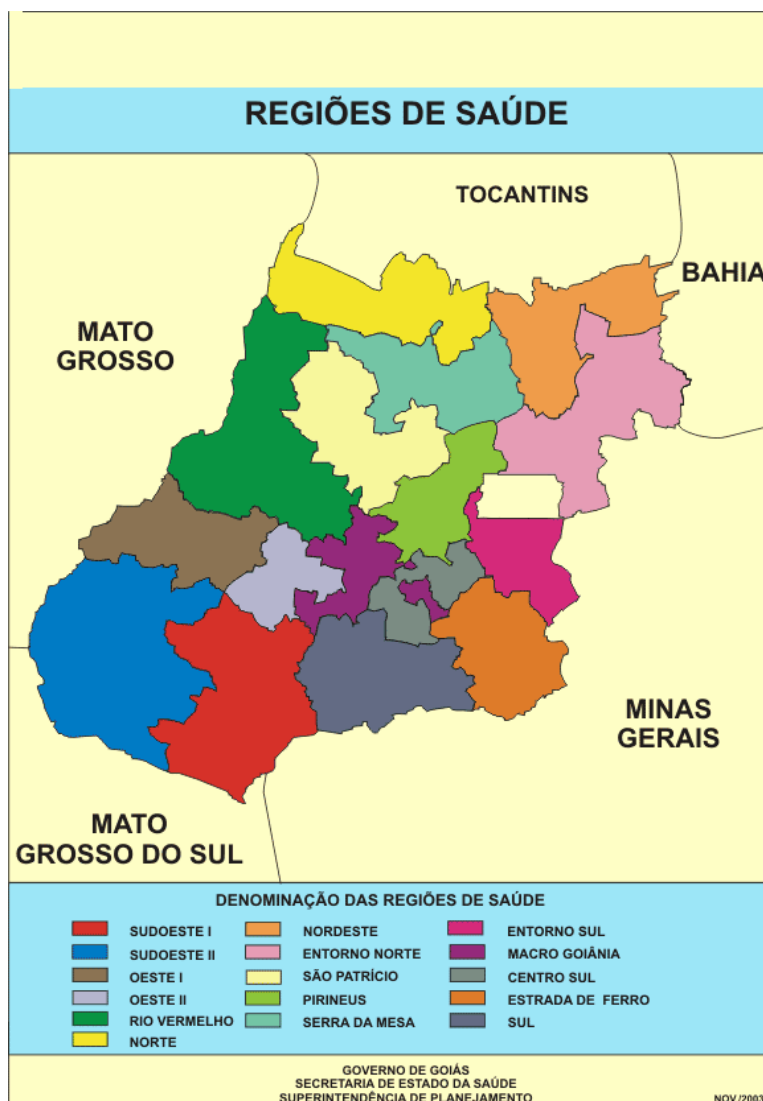 REGIÕES DE SAÚDE
TOCANTINS
BAHIA
MATO
GROSSO
MINAS
GERAIS
MATO
GROSSO DO SUL
DENOMINAÇÃO DAS REGIÕES DE SAÚDE
SUDOESTE I
SUDOESTE II
OESTE I
OESTE II
RIO VERMELHO
NORTE
NORDESTE
ENTORNO NORTE
SÃO PATRÍCIO
PIRINEUS
SERRA DA MESA
ENTORNO SUL
MACRO GOIÂNIA
CENTRO SUL
ESTRADA DE FERRO
SUL
GOVERNO DE GOIÁS
SECRETARIA DE ESTADO DA SAÚDE
SUPERINTENDÊNCIA DE PLANEJAMENTO
NOV./2003